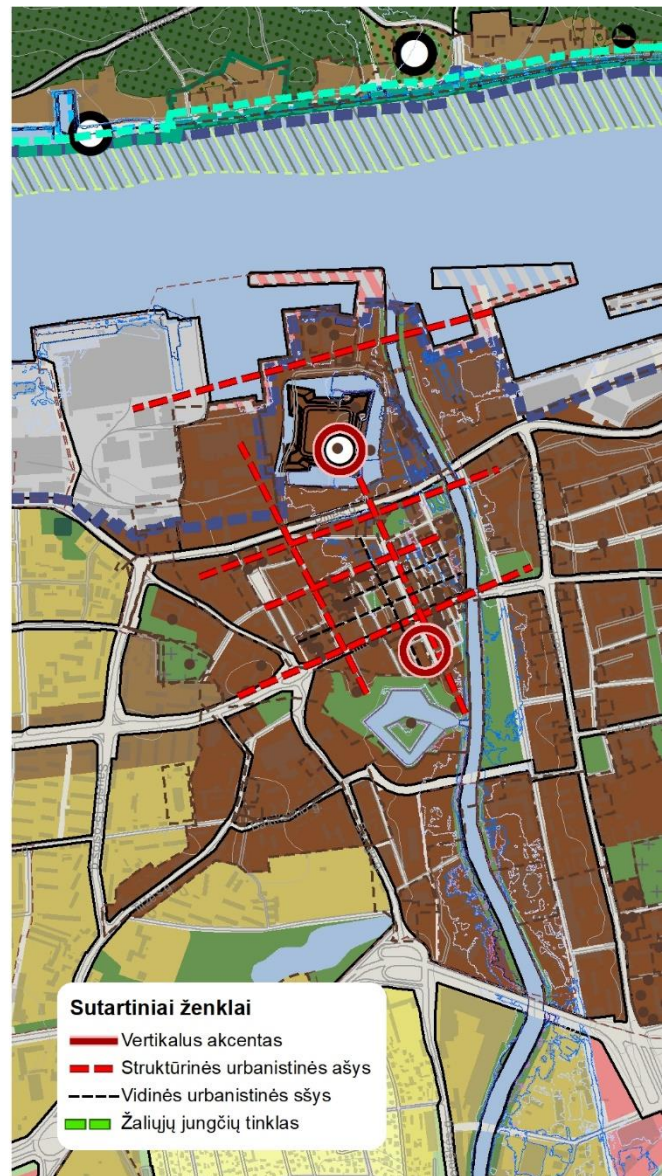 Sutartiniai ženklai
Vertikalus akcentas
Struktūrinės urbanistinės ašys
Vidinės urbanistinės sšys
Žaliųjų jungčių tinklas